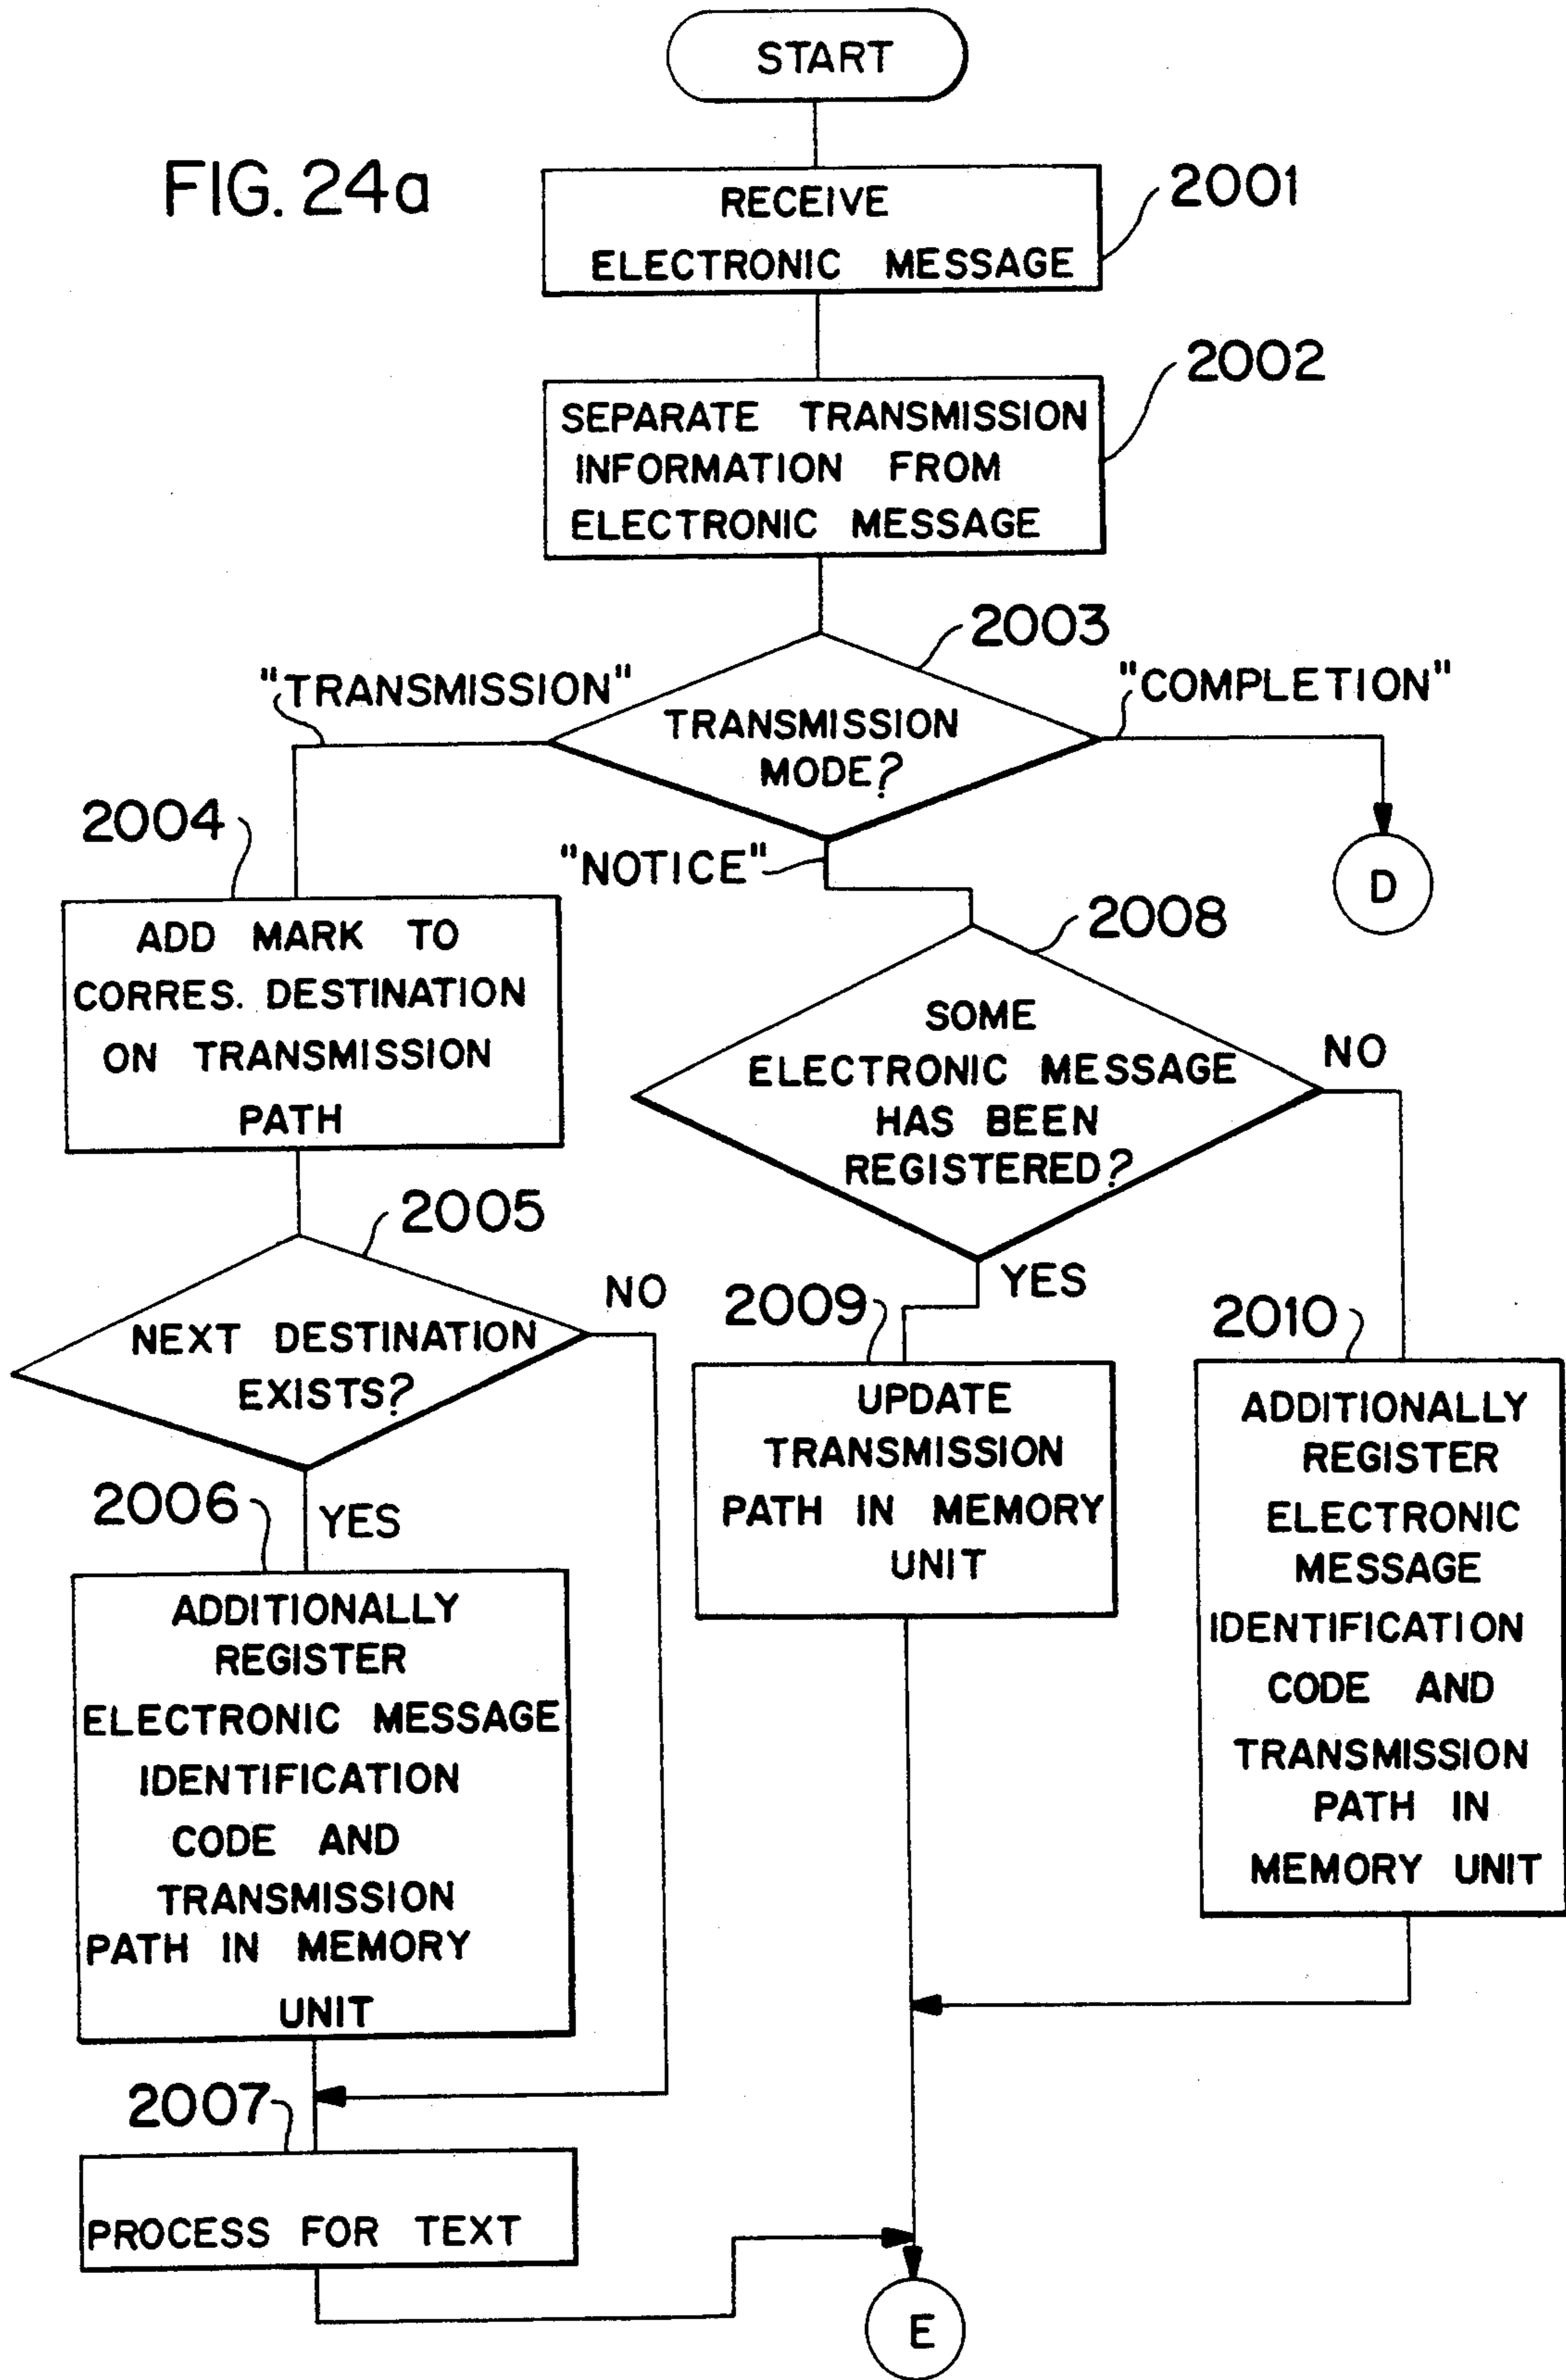 START
FIG. 24a
RECEIVE
ELECTRONIC MESSAGE
2001
SEPARATE TRANSMISSION
INFORMATION FROM
ELECTRONIC MESSAGE
2002
2003
TRANSMISSION
MODE?
"TRANSMISSION"
"COMPLETION"
"NOTICE"
D
2004
ADD MARK TO
CORRES. DESTINATION
ON TRANSMISSION
PATH
2005
NEXT DESTINATION
EXISTS?
NO
YES
2006
ADDITIONALLY
REGISTER
ELECTRONIC MESSAGE
IDENTIFICATION
CODE AND
TRANSMISSION
PATH IN MEMORY
UNIT
2007
PROCESS FOR TEXT
2008
SOME
ELECTRONIC MESSAGE
HAS BEEN
REGISTERED?
NO
YES
2009
UPDATE
TRANSMISSION
PATH IN MEMORY
UNIT
2010
ADDITIONALLY
REGISTER
ELECTRONIC
MESSAGE
IDENTIFICATION
CODE AND
TRANSMISSION
PATH IN
MEMORY UNIT
E